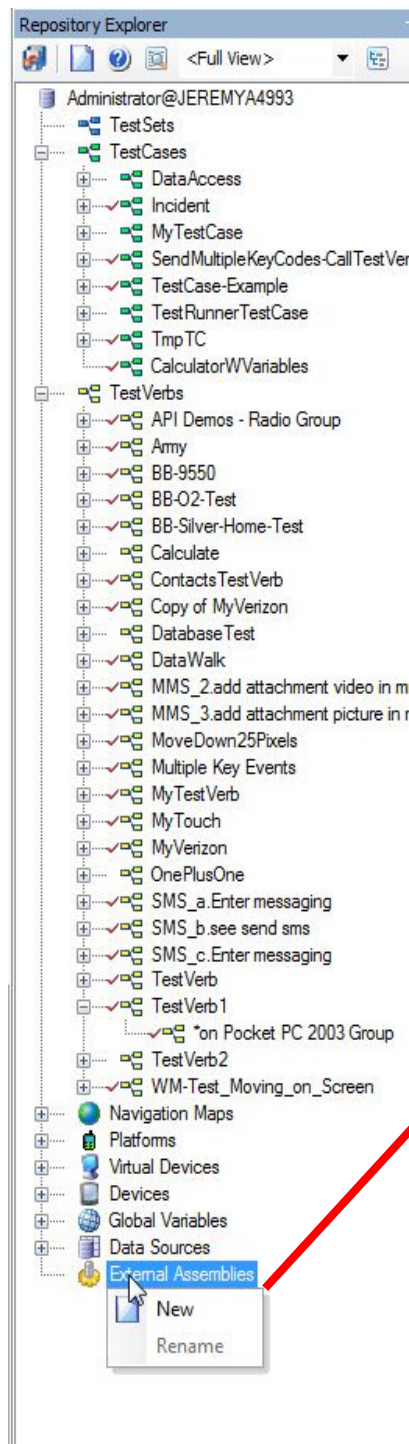 Repository Explorer
<Full View>
Administrator@JEREMYA4993
TestSets
TestCases
DataAccess
Incident
MyTestCase
SendMultipleKeyCodes-CallTestVer
TestCase-Example
TestRunnerTestCase
TmpTC
CalculatorWVariables
TestVerbs
API Demos - Radio Group
Army
BB-9550
BB-O2-Test
BB-Silver-Home-Test
Calculate
ContactsTestVerb
Copy of MyVerizon
DatabaseTest
DataWalk
MMS_2.add attachment video in m
MMS_3.add attachment picture in r
MoveDown25Pixels
Multiple Key Events
MyTestVerb
MyTouch
MyVerizon
OnePlusOne
SMS_a.Enter messaging
SMS_b.see send sms
SMS_c.Enter messaging
TestVerb
TestVerb1
*on Pocket PC 2003 Group
TestVerb2
WM-Test_Moving_on_Screen
Navigation Maps
Platforms
Virtual Devices
Devices
Global Variables
Data Sources
External Assemblies
New
Rename